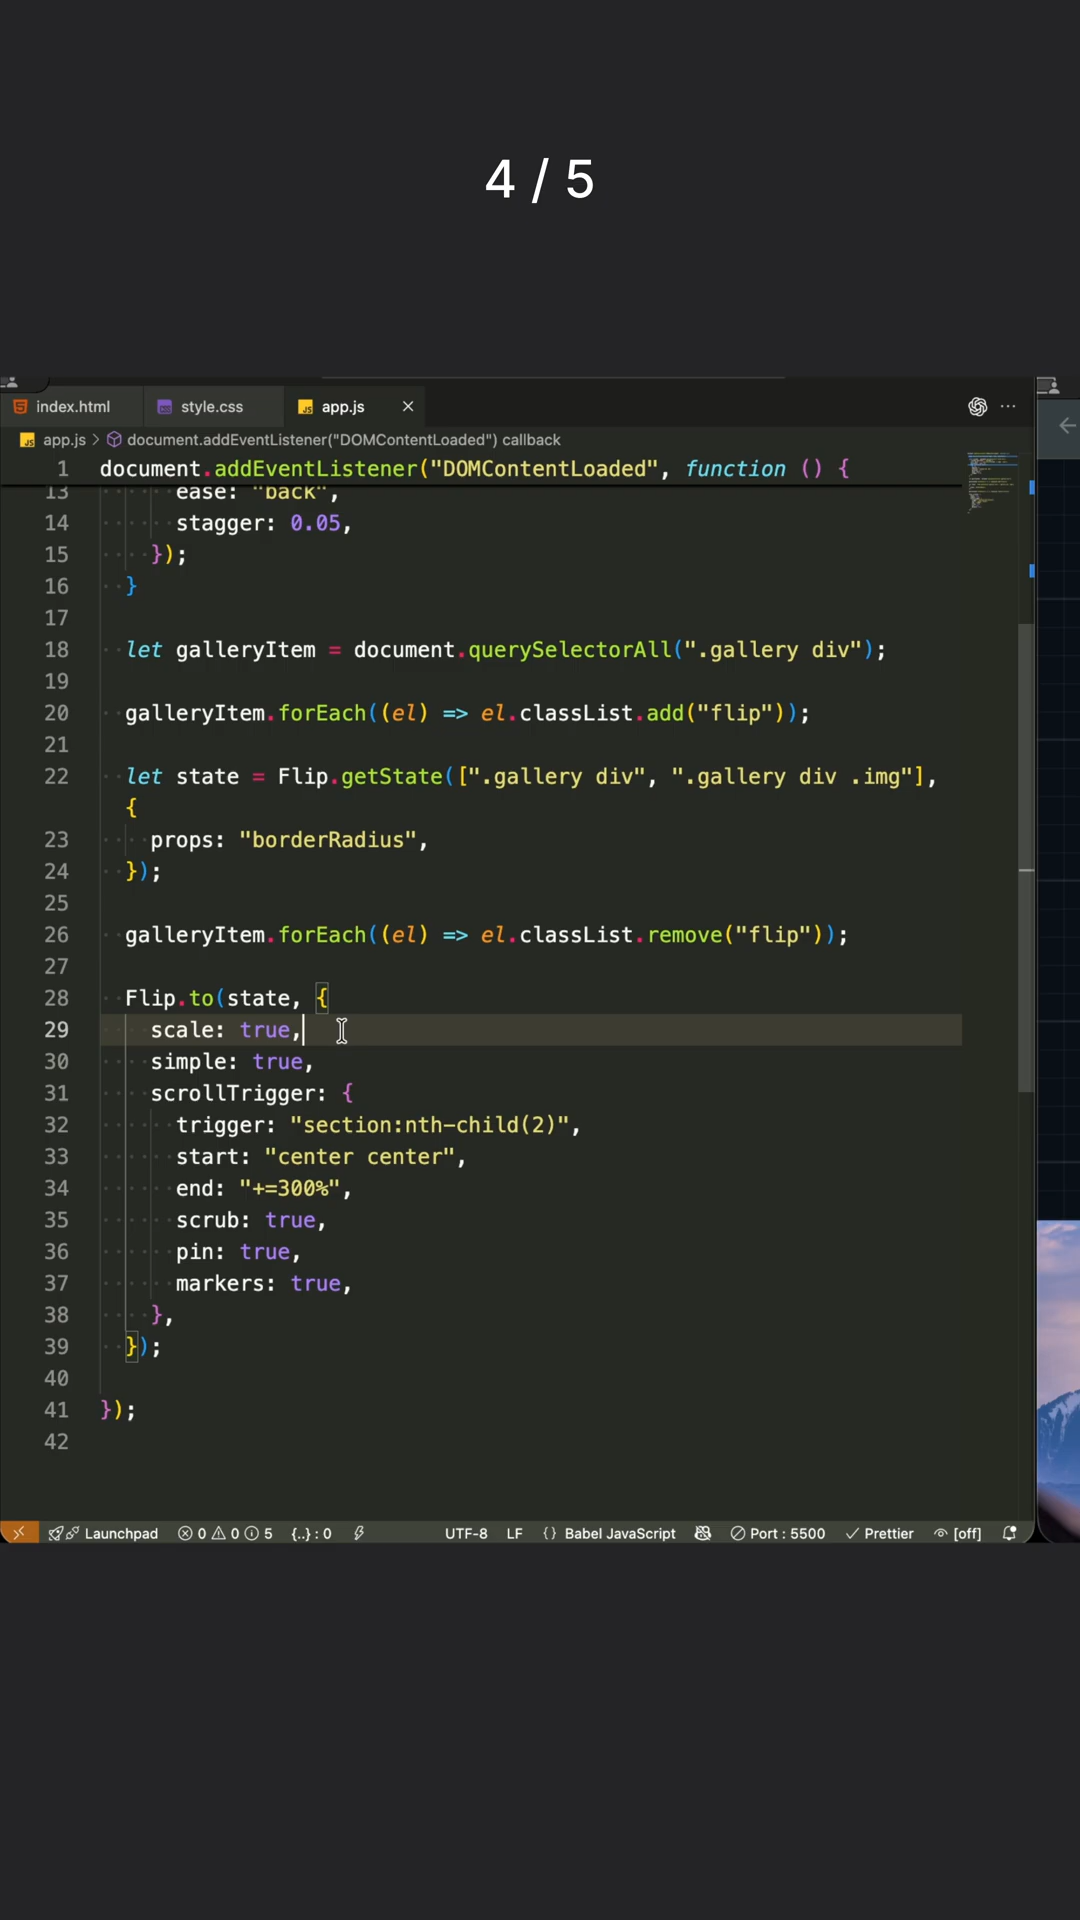 4 / 5
index.html
style.css
app.js
app.js > document.addEventListener("DOMContentLoaded") callback
1 document.addEventListener("DOMContentLoaded", function () {
13 ease: "back",
14 stagger: 0.05,
15 });
16 }
17
18 let galleryItem = document.querySelectorAll(".gallery div");
19
20 galleryItem.forEach((el) => el.classList.add("flip"));
21
22 let state = Flip.getState([".gallery div", ".gallery div .img"],
{
23 props: "borderRadius",
24 });
25
26 galleryItem.forEach((el) => el.classList.remove("flip"));
27
28 Flip.to(state, {
29 scale: true,
30 simple: true,
31 scrollTrigger: {
32 trigger: "section:nth-child(2)",
33 start: "center center",
34 end: "+=300%",
35 scrub: true,
36 pin: true,
37 markers: true,
38 },
39 });
40
41 });
42
Launchpad 0 0 5 {..} : 0 UTF-8 LF {} Babel JavaScript Port : 5500 Prettier [off]